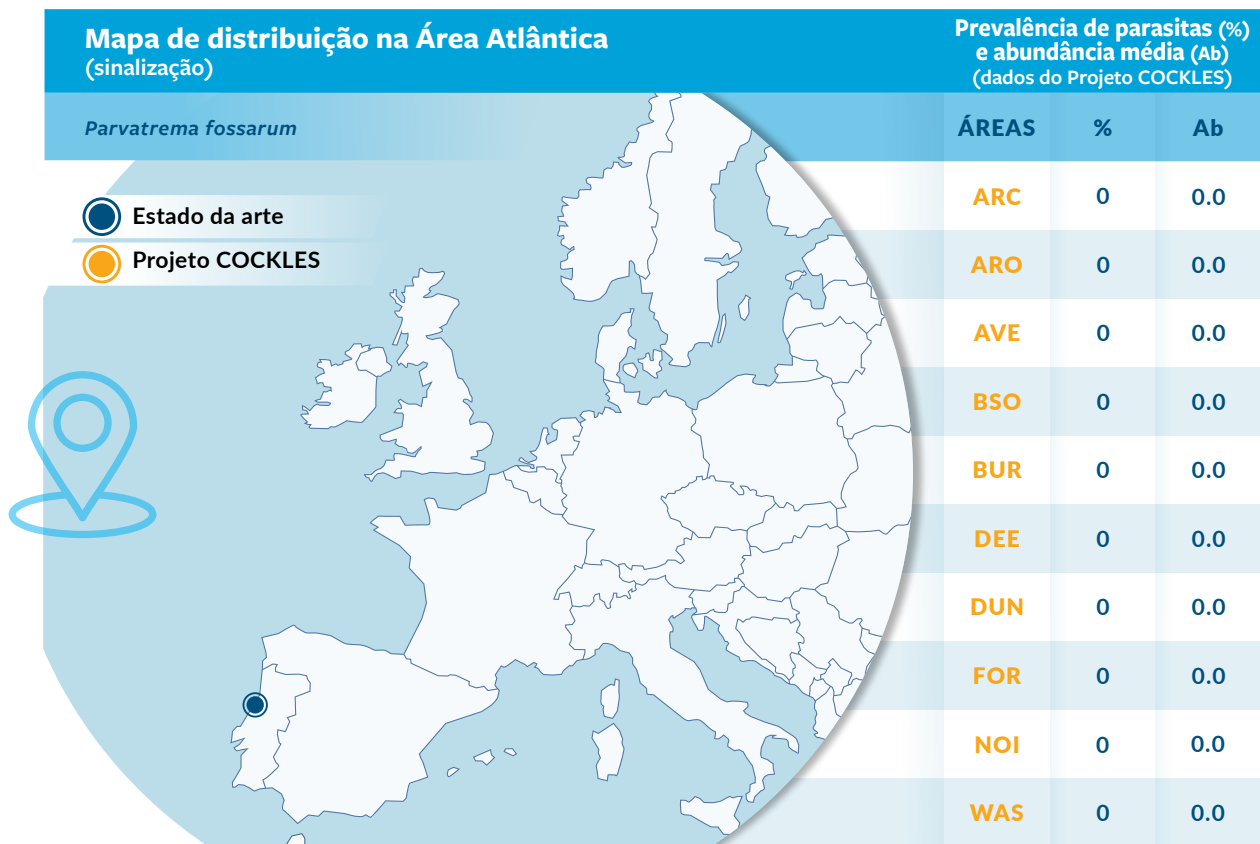 Mapa de distribuição na Área Atlântica
(sinalização)
Prevalência de parasitas (%)
e abundância média (Ab)
(dados do Projeto COCKLES)
Parvatrema fossarum
ÁREAS % Ab
Estado da arte
Projeto COCKLES
ARC 0 0.0
ARO 0 0.0
AVE 0 0.0
BSO 0 0.0
BUR 0 0.0
DEE 0 0.0
DUN 0 0.0
FOR 0 0.0
NOI 0 0.0
WAS 0 0.0